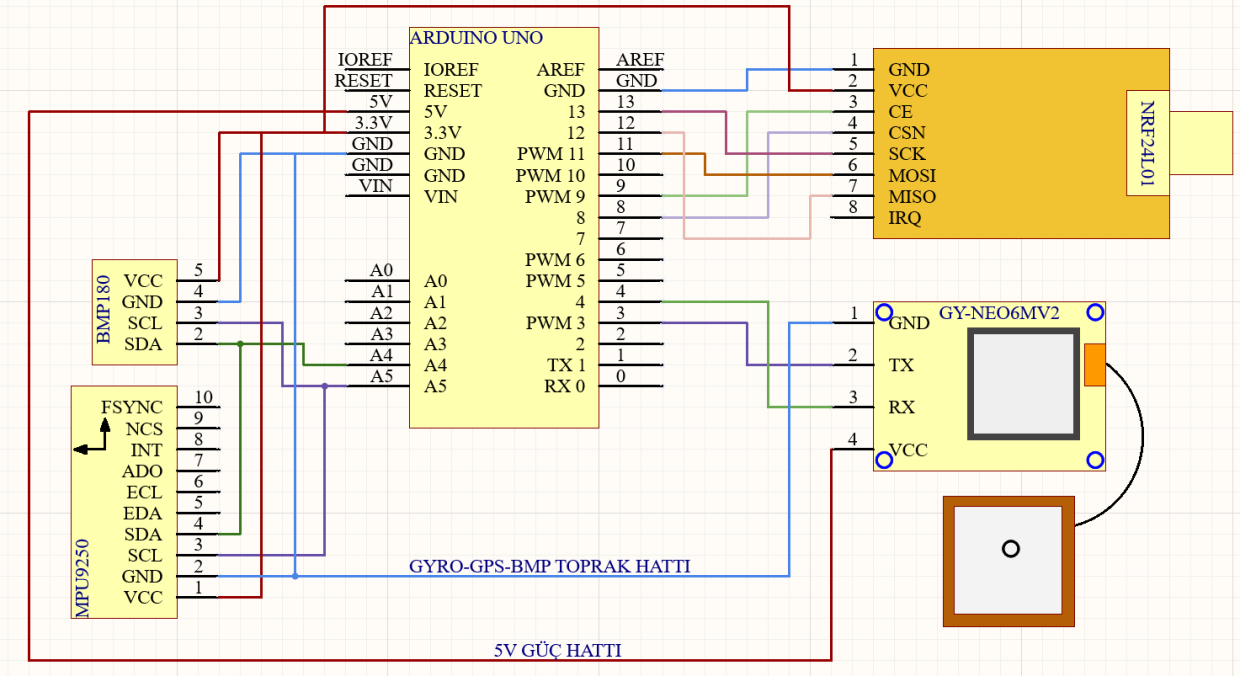 ARDUINO UNO
IOREF
RESET
5V
3.3V
GND
GND
VIN
A0
A1
A2
A3
A4
A5
IOREF
RESET
5V
3.3V
GND
GND
VIN
A0
A1
A2
A3
A4
A5
AREF
GND
13
12
PWM 11
PWM 10
PWM 9
8
7
PWM 6
PWM 5
4
PWM 3
2
TX 1
RX 0
AREF
GND
13
12
11
10
9
8
7
6
5
4
3
2
1
0
1 GND
2 VCC
3 CE
4 CSN
5 SCK
6 MOSI
7 MISO
8 IRQ
NRF24L01
BMP180
VCC 5
GND 4
SCL 3
SDA 2
MPU9250
FSYNC 10
NCS 9
INT 8
ADO 7
ECL 6
EDA 5
SDA 4
SCL 3
GND 2
VCC 1
GY-NEO6MV2
1 GND
2 TX
3 RX
4 VCC
GYRO-GPS-BMP TOPRAK HATTI
5V GÜÇ HATTI